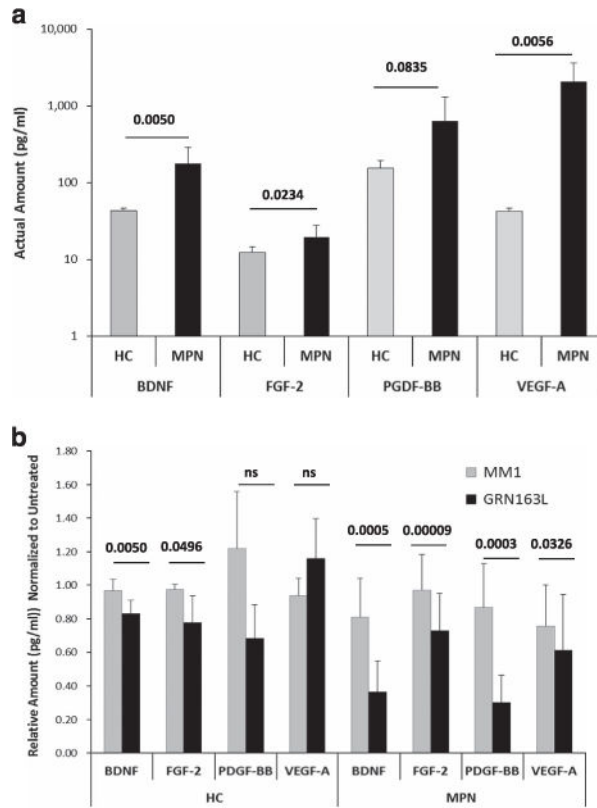 a
Actual Amount (pg/ml)
10,000
1,000
100
10
1
0.0050
0.0234
0.0835
0.0056
HC MPN HC MPN HC MPN HC MPN
BDNF FGF-2 PGDF-BB VEGF-A
b
Relative Amount (pg/ml)) Normalized to Untreated
1.80
1.60
1.40
1.20
1.00
0.80
0.60
0.40
0.20
0.00
MM1
GRN163L
ns ns
0.0050 0.0496 0.0005 0.00009 0.0003 0.0326
BDNF FGF-2 PDGF-BB VEGF-A BDNF FGF-2 PDGF-BB VEGF-A
HC MPN